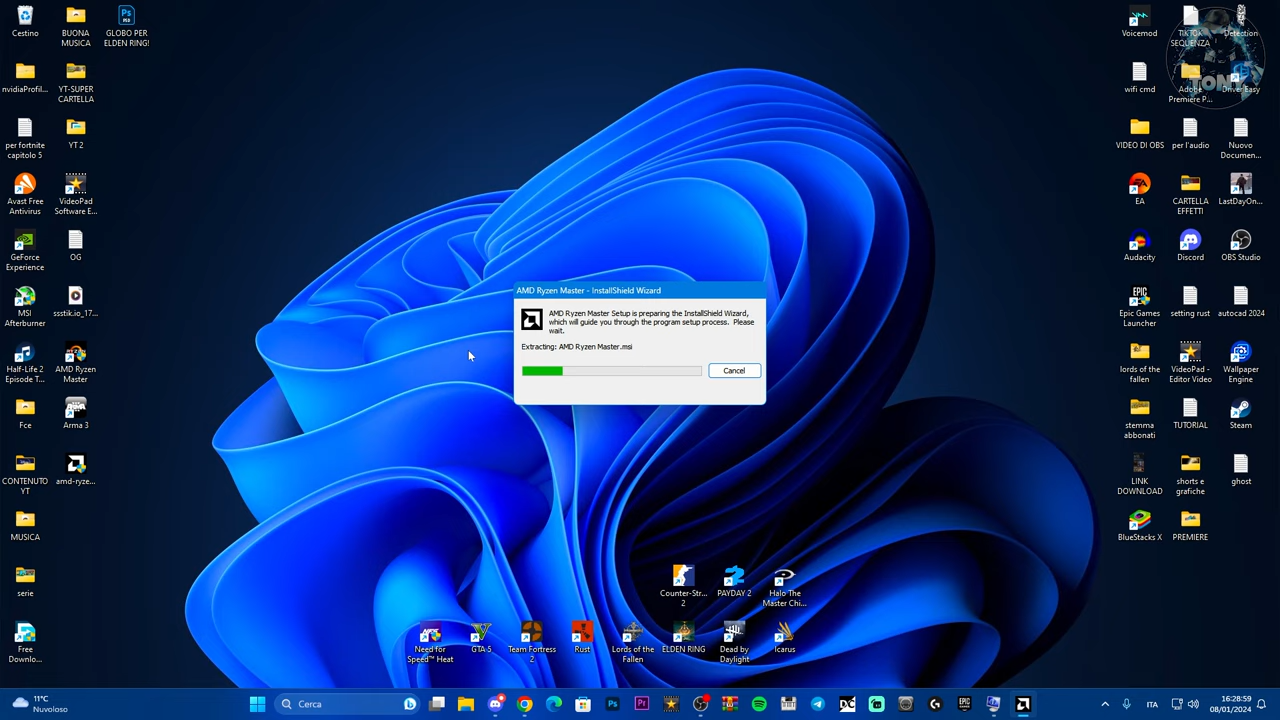 Cestino
BUONA
MUSICA
GLOBO PER
ELDEN RING!
nvidiaProfil...
YT-SUPER
CARTELLA
per fortnite
capitolo 5
YT 2
Avast Free
Antivirus
VideoPad
Software E...
GeForce
Experience
OG
MSI
Afterburner
ssstik.io_17...
Half-Life 2
Episode T...
AMD Ryzen
Master
Fce
Arma 3
CONTENUTO
YT
amd-ryze...
MUSICA
serie
Free
Downlo...
AMD Ryzen Master - InstallShield Wizard
AMD Ryzen Master Setup is preparing the InstallShield Wizard,
which will guide you through the program setup process. Please
wait.
Extracting: AMD Ryzen Master.msi
Cancel
Counter-Str...
2
PAYDAY 2
Halo The
Master Chi...
Need for
Speed™ Heat
GTA 5
Team Fortress
2
Rust
Lords of the
Fallen
ELDEN RING
Dead by
Daylight
Icarus
Voicemod
TIKTOK
SEQUENZA
Detection
wifi cmd
Adobe
Premiere P...
Driver Easy
TONY
VIDEO DI OBS
per l'audio
Nuovo
Documen...
EA
CARTELLA
EFFETTI
LastDayOn...
Audacity
Discord
OBS Studio
Epic Games
Launcher
setting rust
autocad 2024
lords of the
fallen
VideoPad -
Editor Video
Wallpaper
Engine
stemma
abbonati
TUTORIAL
Steam
LINK
DOWNLOAD
shorts e
grafiche
ghost
BlueStacks X
PREMIERE
11°C
Nuvoloso
Cerca
ITA
16:28:59
08/01/2024